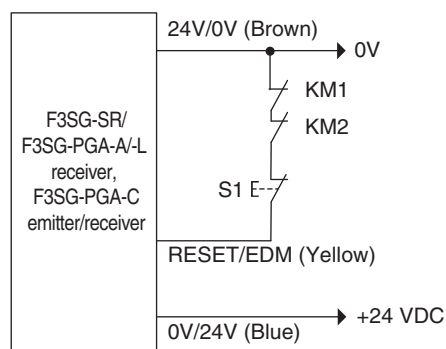 24V/0V (Brown)
0V
KM1
KM2
F3SG-SR/
F3SG-PGA-A/-L
receiver,
F3SG-PGA-C
emitter/receiver
S1
RESET/EDM (Yellow)
+24 VDC
0V/24V (Blue)